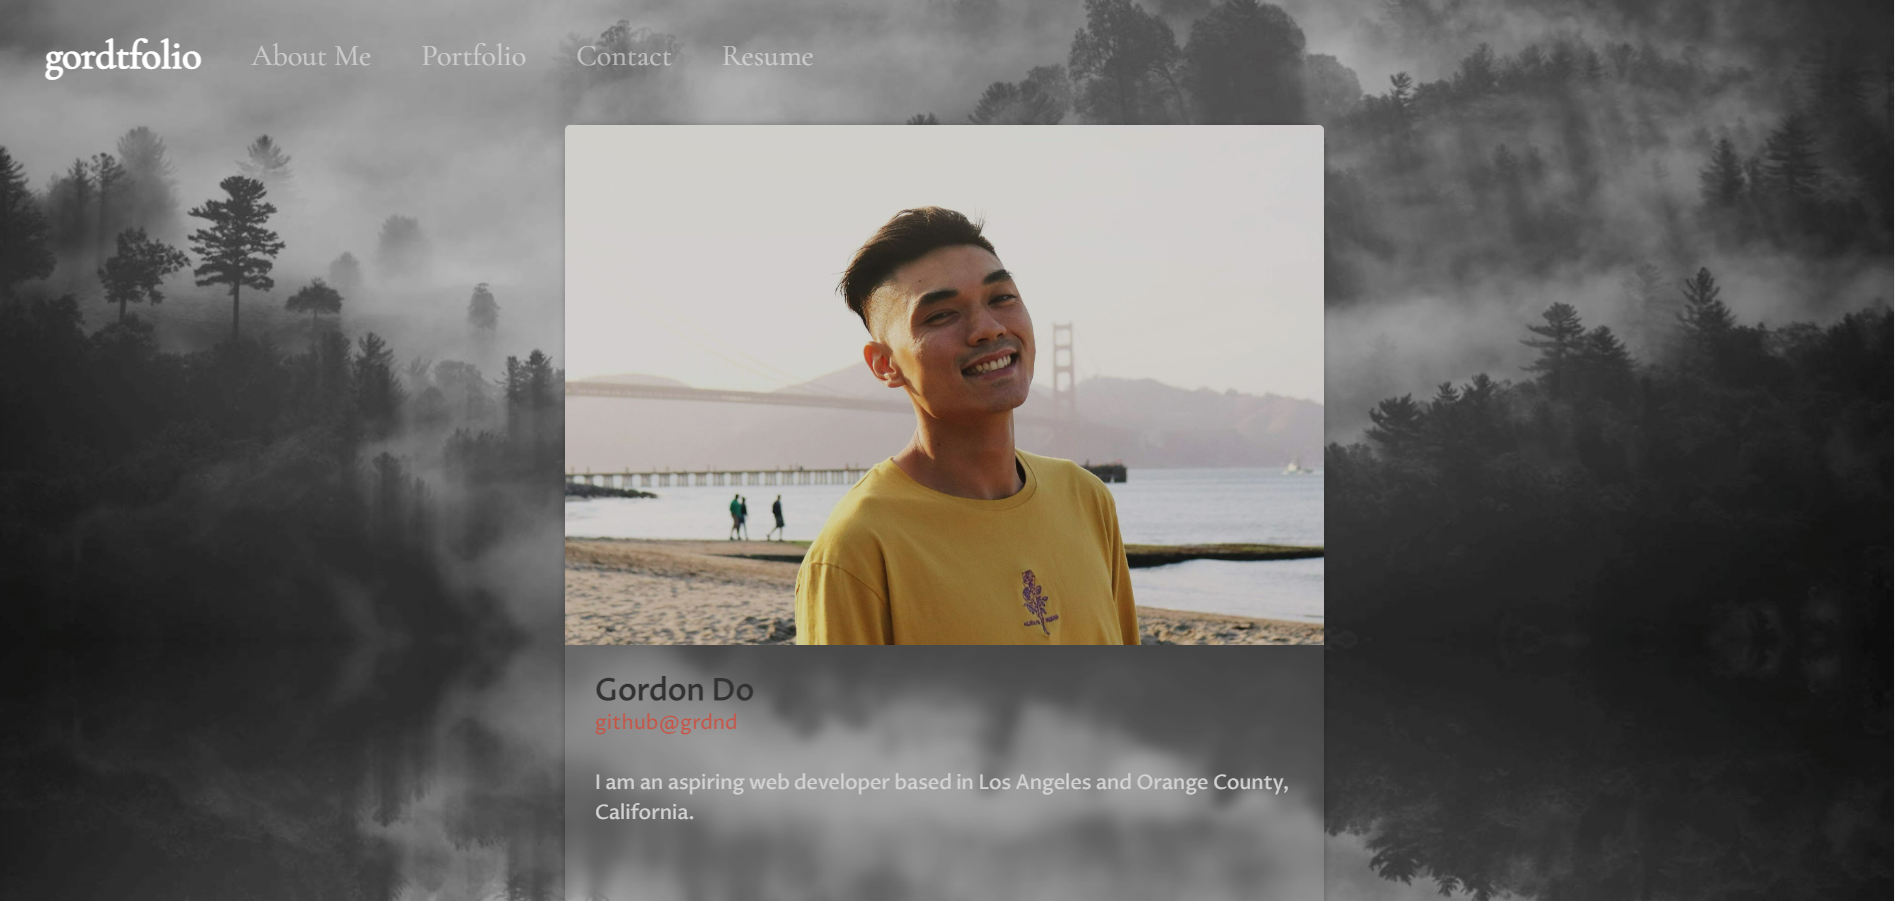 gordtfolio About Me Portfolio Contact Resume
Gordon Do
github@grdnd
I am an aspiring web developer based in Los Angeles and Orange County,
California.